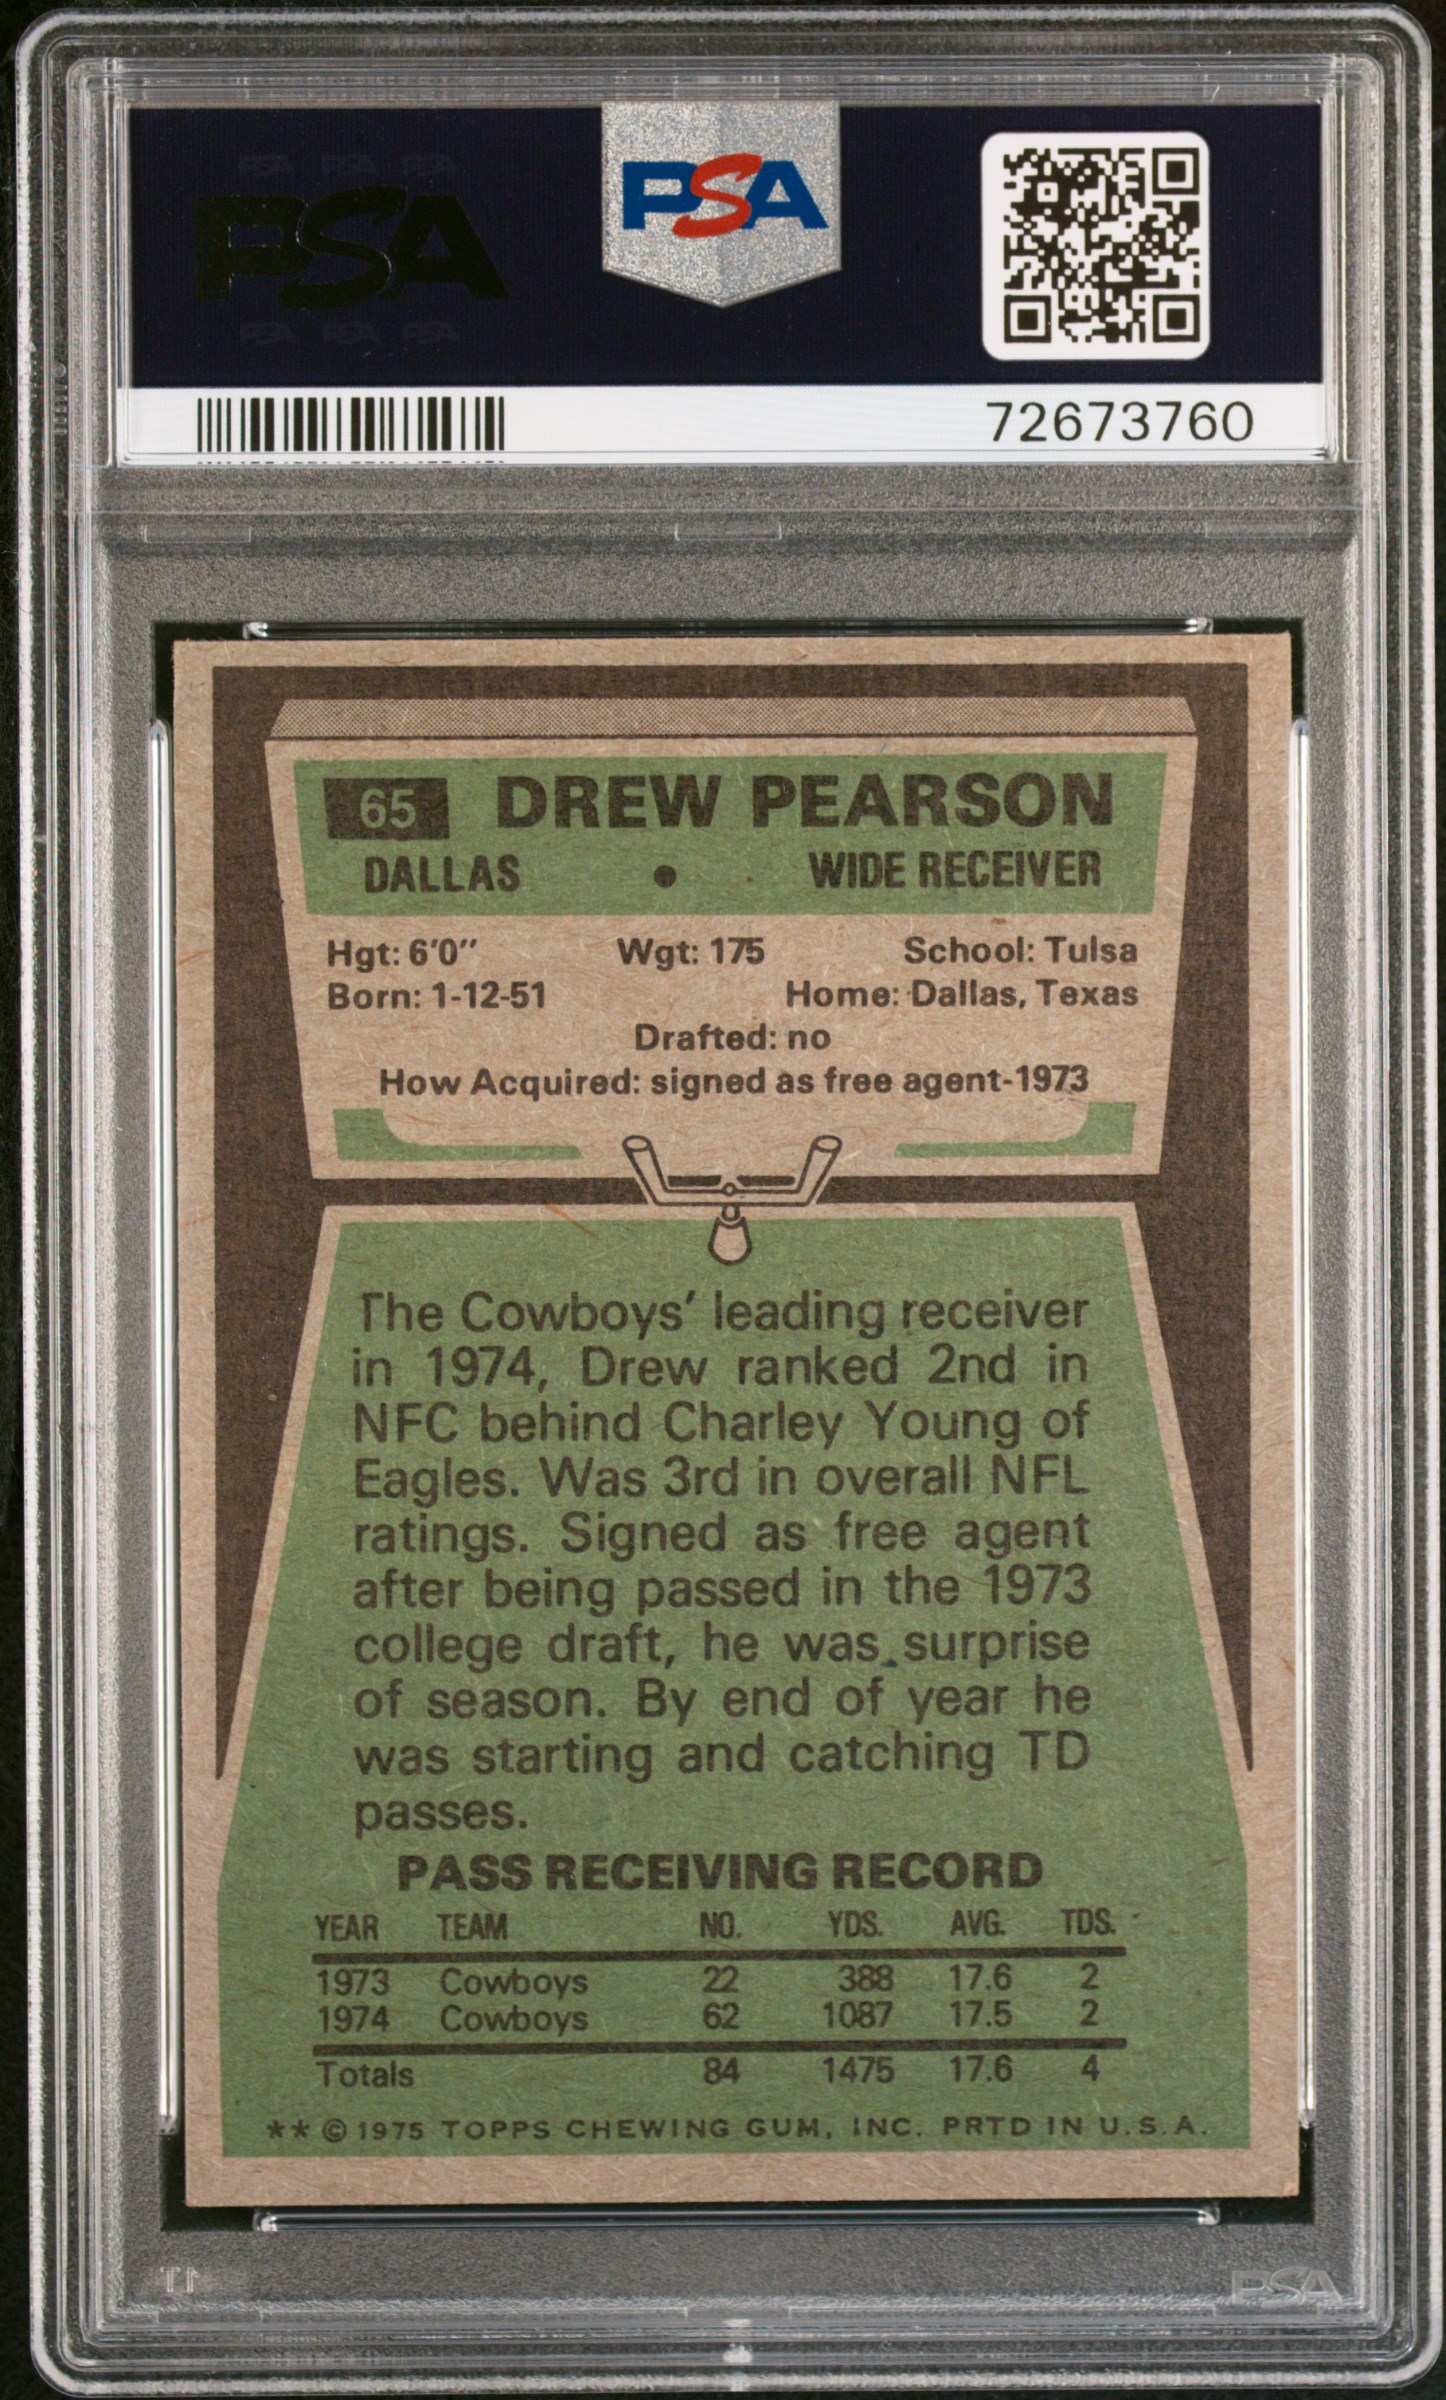 PSA PSA PSA
PSA
PSA PSA PSA
PSA
72673760
65 DREW PEARSON
DALLAS • WIDE RECEIVER
Hgt: 6'0" Wgt: 175 School: Tulsa
Born: 1-12-51 Home: Dallas, Texas
Drafted: no
How Acquired: signed as free agent-1973
The Cowboys' leading receiver
in 1974, Drew ranked 2nd in
NFC behind Charley Young of
Eagles. Was 3rd in overall NFL
ratings. Signed as free agent
after being passed in the 1973
college draft, he was surprise
of season. By end of year he
was starting and catching TD
passes.
PASS RECEIVING RECORD
YEAR TEAM NO. YDS. AVG. TDS.
1973 Cowboys 22 388 17.6 2
1974 Cowboys 62 1087 17.5 2
Totals 84 1475 17.6 4
** © 1975 TOPPS CHEWING GUM, INC. PRTD IN U.S.A.
PSA